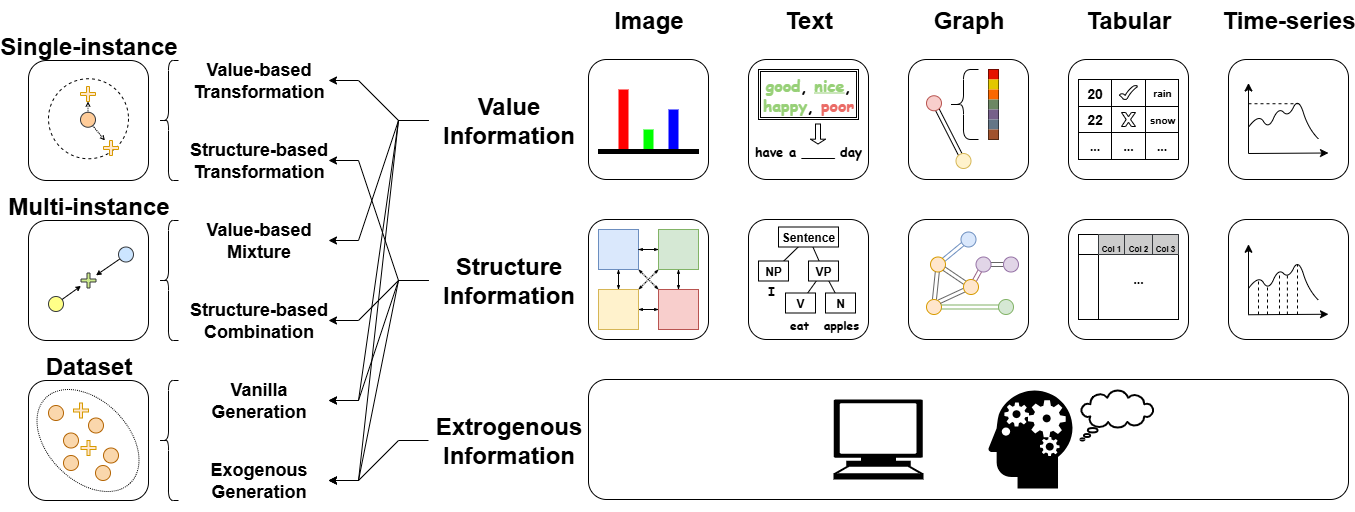 Image
Text
Graph
Tabular
Time-series
Single-instance
Value-based
Transformation
Structure-based
Transformation
Value
Information
good, nice,
happy, poor
have a _____ day
20 rain
22 X snow
... ... ...
Multi-instance
Value-based
Mixture
Structure-based
Combination
Structure
Information
Sentence
NP VP
I
V N
eat apples
Col 1 Col 2 Col 3
...
Dataset
Vanilla
Generation
Exogenous
Generation
Extrogenous
Information